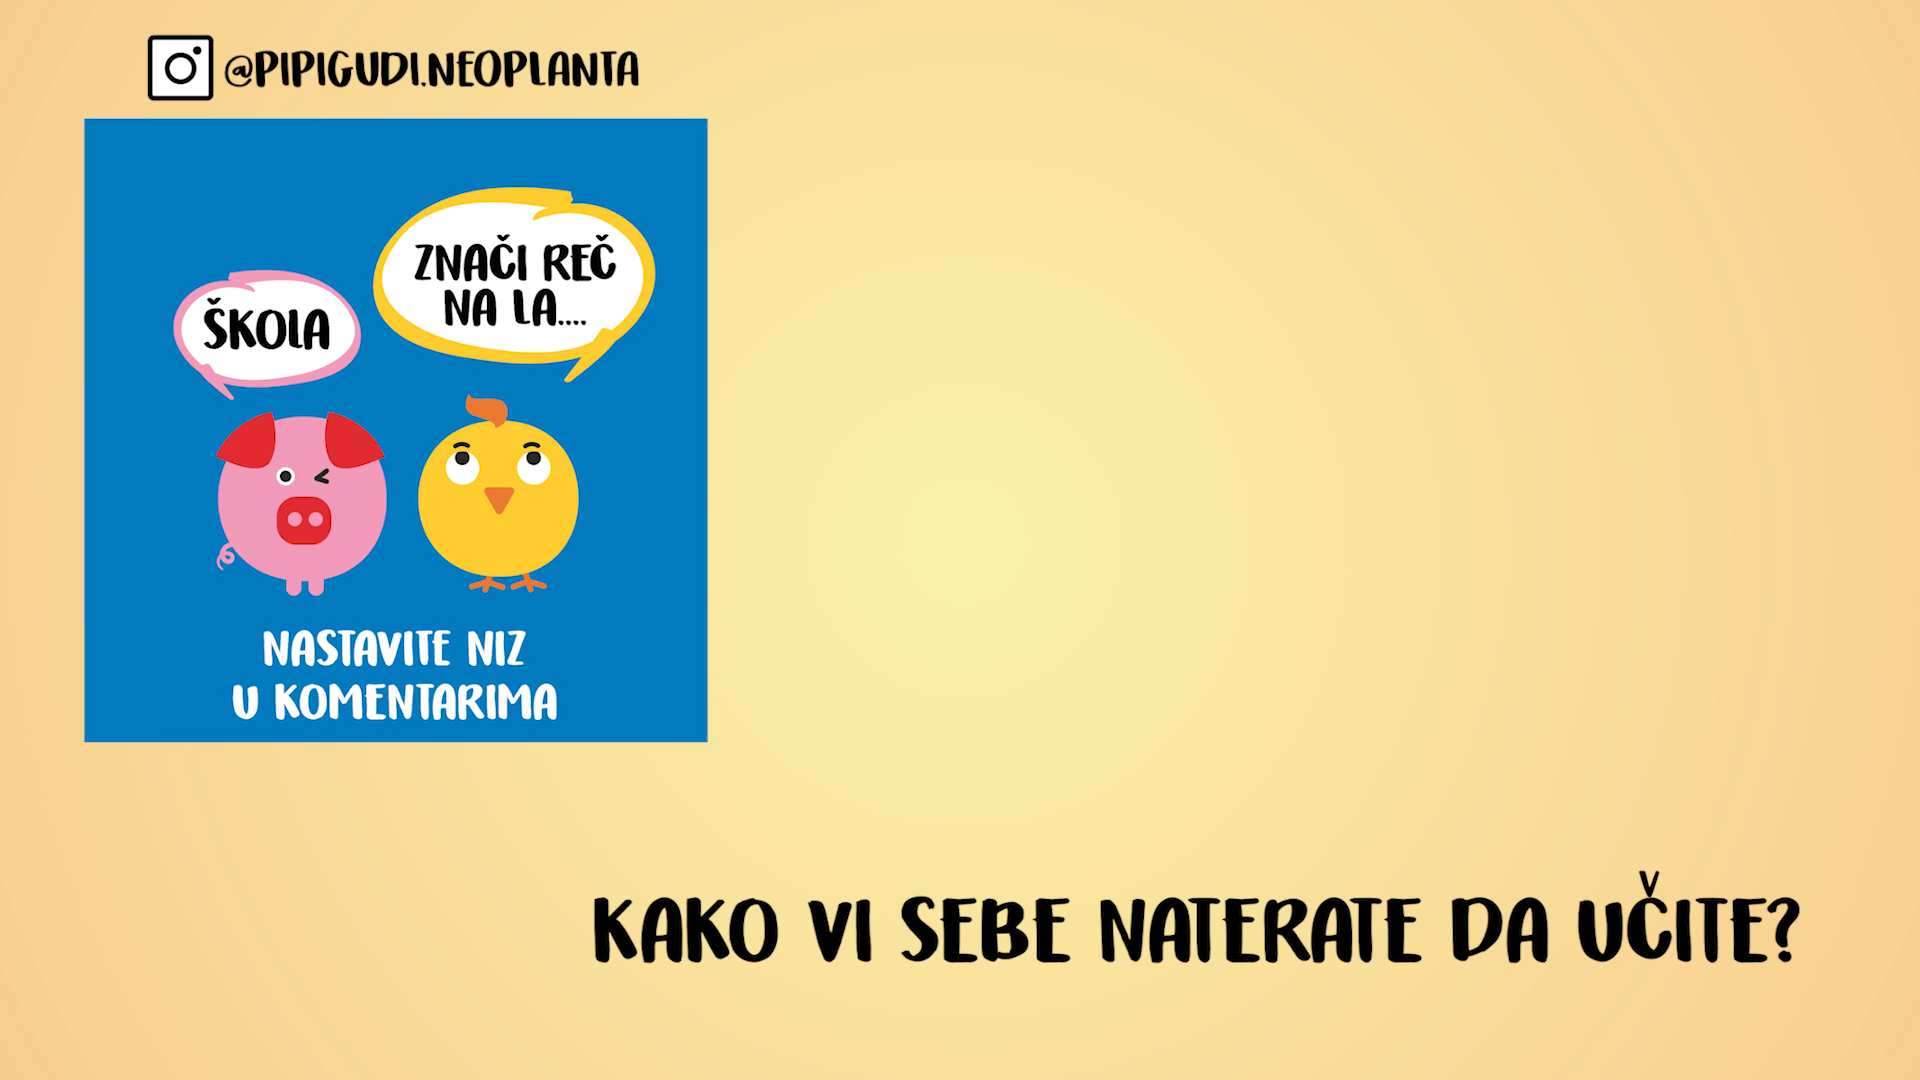 @PIPIGUDI.NEOPLANTA
ZNAČI REČ
NA LA....
ŠKOLA
NASTAVITE NIZ
U KOMENTARIMA
KAKO VI SEBE NATERATE DA UČITE?